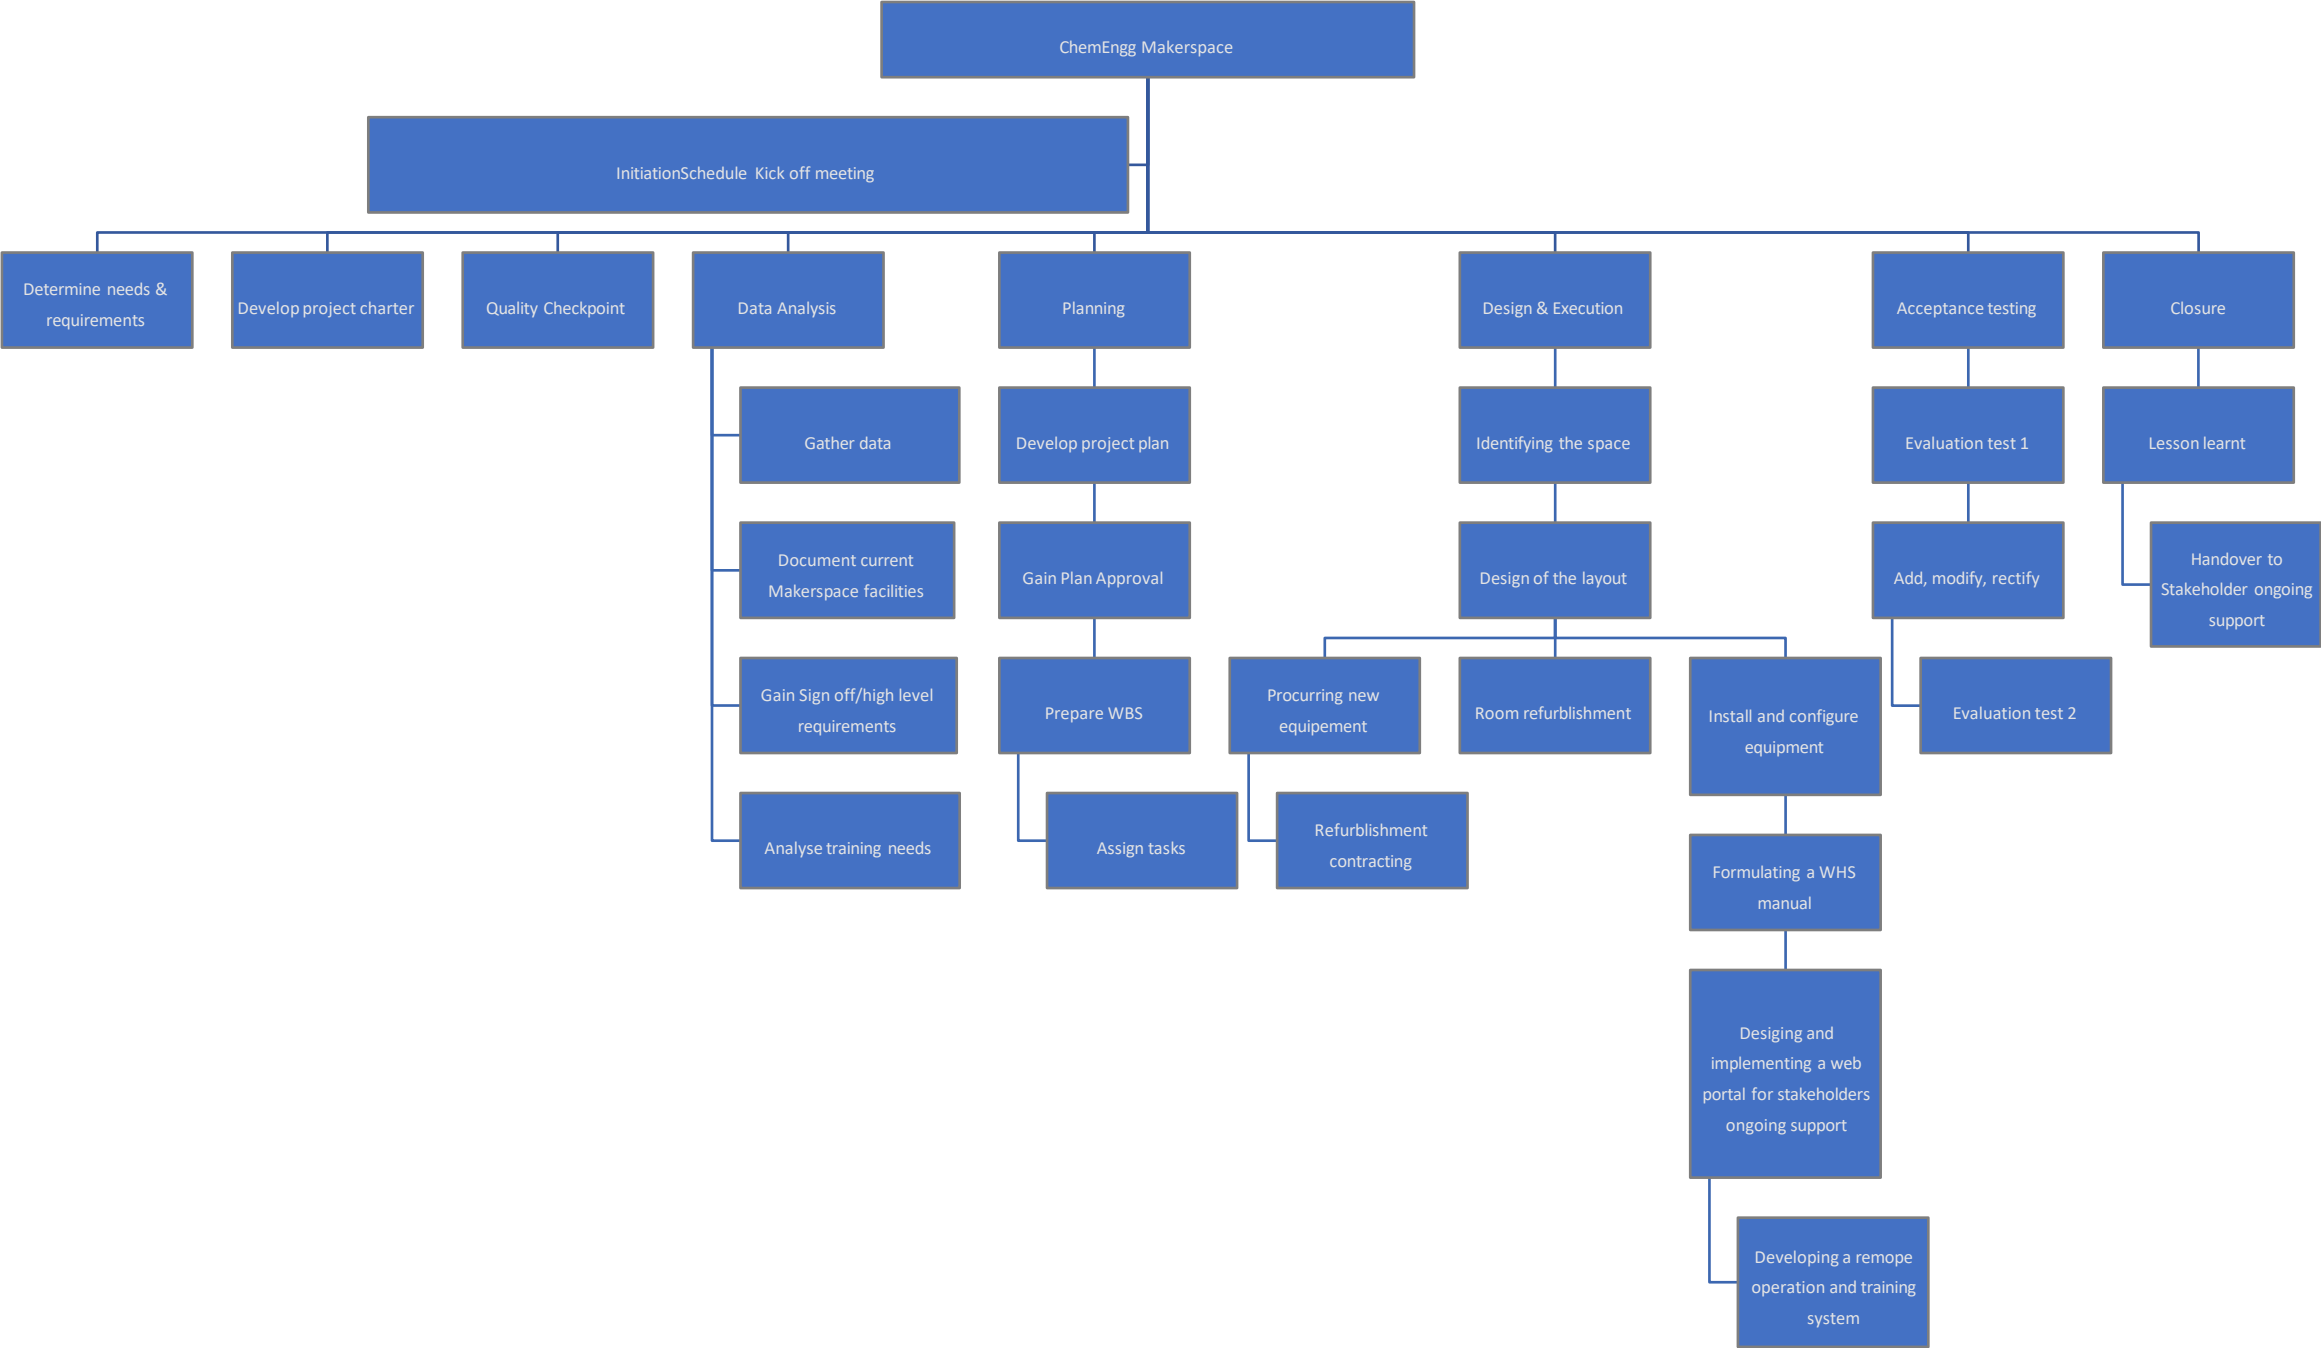 ChemEngg Makerspace
InitiationSchedule Kick off meeting
Determine needs &
requirements
Develop project charter
Quality Checkpoint
Data Analysis
Planning
Design & Execution
Acceptance testing
Closure
Gather data
Develop project plan
Identifying the space
Evaluation test 1
Lesson learnt
Document current
Makerspace facilities
Gain Plan Approval
Design of the layout
Add, modify, rectify
Handover to
Stakeholder ongoing
support
Gain Sign off/high level
requirements
Prepare WBS
Procurring new
equipement
Room refurblishment
Install and configure
equipment
Evaluation test 2
Analyse training needs
Assign tasks
Refurblishment
contracting
Formulating a WHS
manual
Desiging and
implementing a web
portal for stakeholders
ongoing support
Developing a remope
operation and training
system